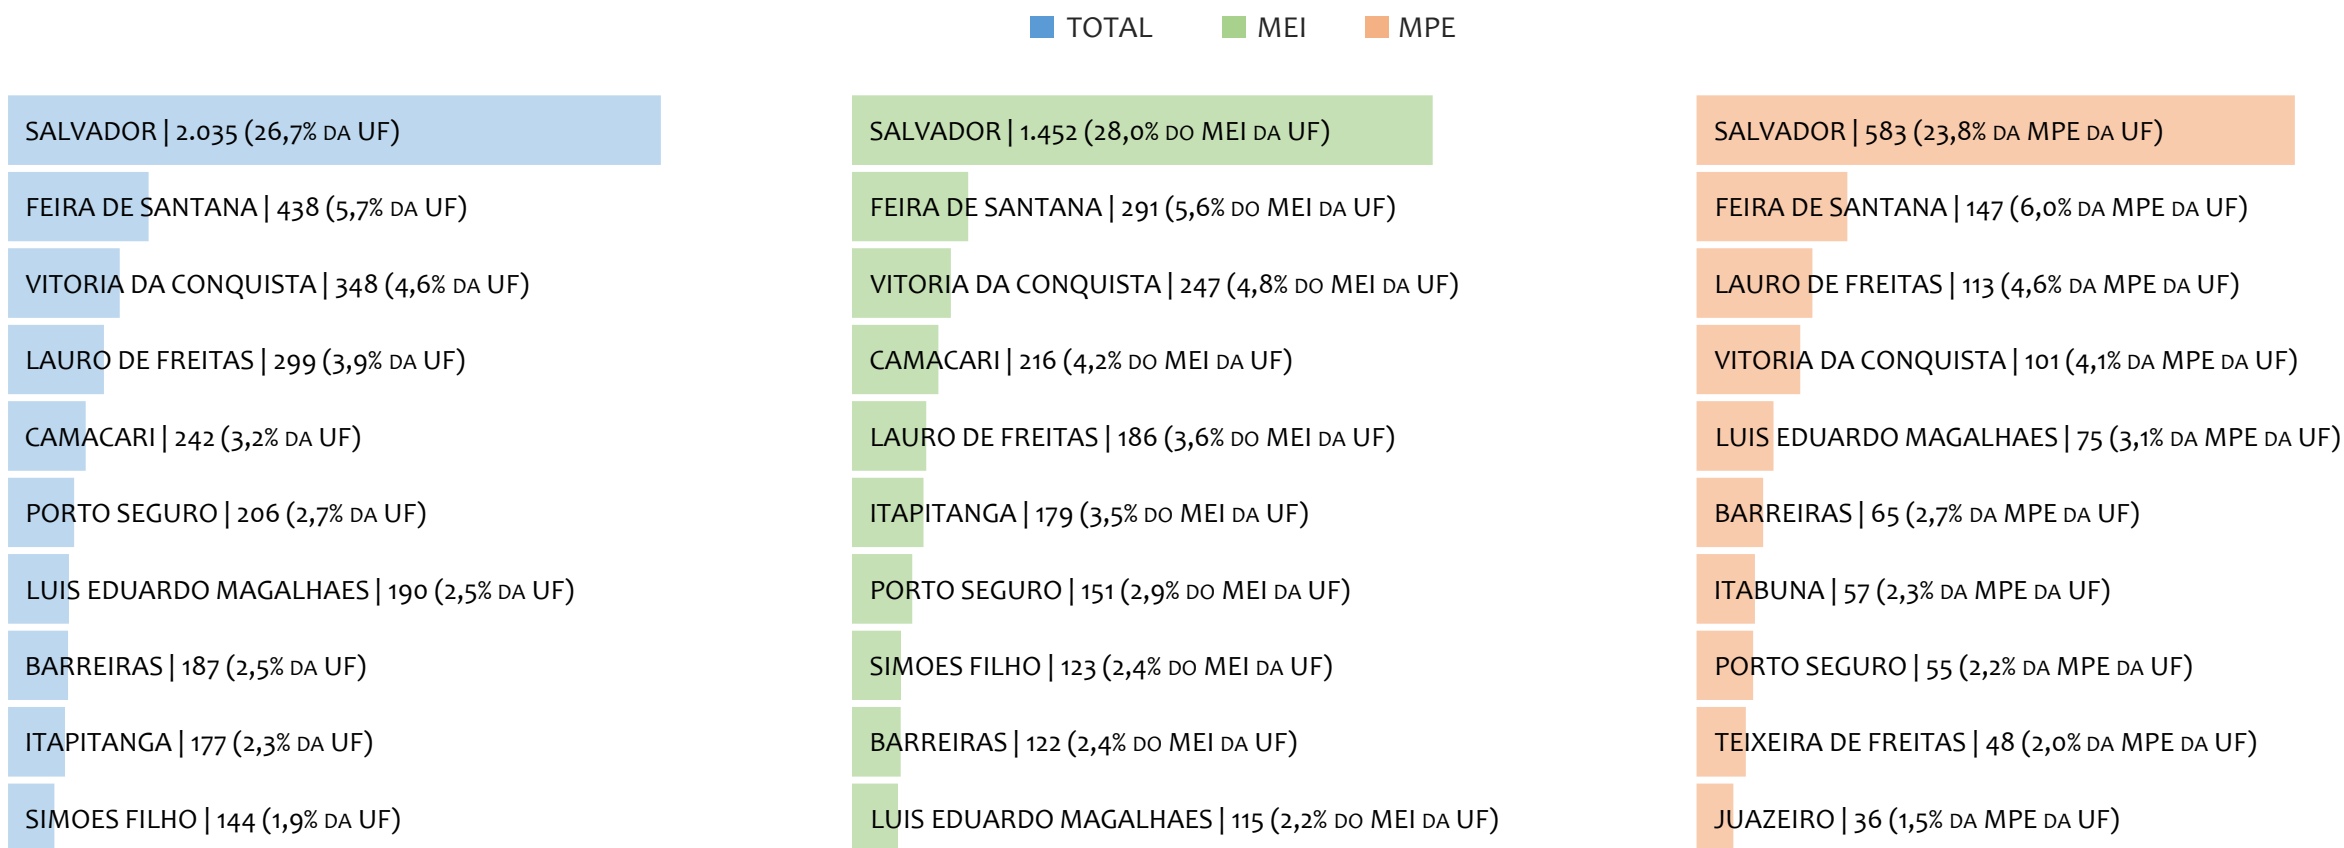 TOTAL MEI MPE
SALVADOR | 2.035 (26,7% DA UF)
FEIRA DE SANTANA | 438 (5,7% DA UF)
VITORIA DA CONQUISTA | 348 (4,6% DA UF)
LAURO DE FREITAS | 299 (3,9% DA UF)
CAMACARI | 242 (3,2% DA UF)
PORTO SEGURO | 206 (2,7% DA UF)
LUIS EDUARDO MAGALHAES | 190 (2,5% DA UF)
BARREIRAS | 187 (2,5% DA UF)
ITAPITANGA | 177 (2,3% DA UF)
SIMOES FILHO | 144 (1,9% DA UF)
SALVADOR | 1.452 (28,0% DO MEI DA UF)
FEIRA DE SANTANA | 291 (5,6% DO MEI DA UF)
VITORIA DA CONQUISTA | 247 (4,8% DO MEI DA UF)
CAMACARI | 216 (4,2% DO MEI DA UF)
LAURO DE FREITAS | 186 (3,6% DO MEI DA UF)
ITAPITANGA | 179 (3,5% DO MEI DA UF)
PORTO SEGURO | 151 (2,9% DO MEI DA UF)
SIMOES FILHO | 123 (2,4% DO MEI DA UF)
BARREIRAS | 122 (2,4% DO MEI DA UF)
LUIS EDUARDO MAGALHAES | 115 (2,2% DO MEI DA UF)
SALVADOR | 583 (23,8% DA MPE DA UF)
FEIRA DE SANTANA | 147 (6,0% DA MPE DA UF)
LAURO DE FREITAS | 113 (4,6% DA MPE DA UF)
VITORIA DA CONQUISTA | 101 (4,1% DA MPE DA UF)
LUIS EDUARDO MAGALHAES | 75 (3,1% DA MPE DA UF)
BARREIRAS | 65 (2,7% DA MPE DA UF)
ITABUNA | 57 (2,3% DA MPE DA UF)
PORTO SEGURO | 55 (2,2% DA MPE DA UF)
TEIXEIRA DE FREITAS | 48 (2,0% DA MPE DA UF)
JUAZEIRO | 36 (1,5% DA MPE DA UF)